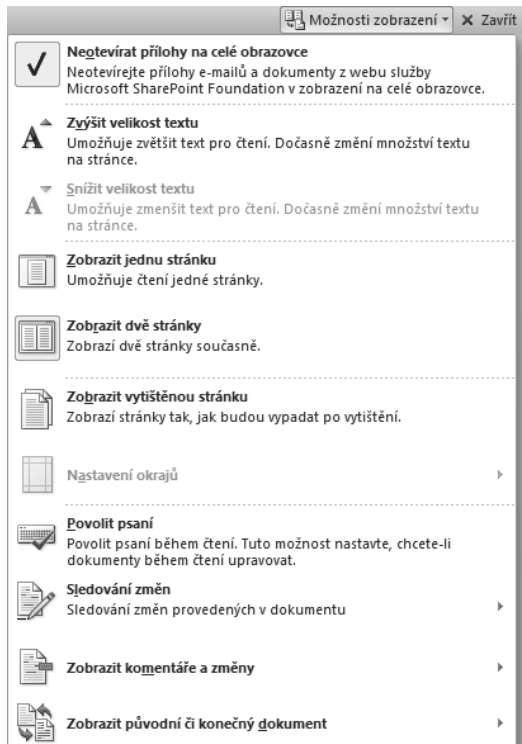 Možnosti zobrazení Zavřít
Neotevírat přílohy na celé obrazovce
Neotevírejte přílohy e-mailů a dokumenty z webu služby
Microsoft SharePoint Foundation v zobrazení na celé obrazovce.
Zvýšit velikost textu
Umožňuje zvětšit text pro čtení. Dočasně změní množství textu
na stránce.
Snížit velikost textu
Umožňuje zmenšit text pro čtení. Dočasně změní množství textu
na stránce.
Zobrazit jednu stránku
Umožňuje čtení jedné stránky.
Zobrazit dvě stránky
Zobrazí dvě stránky současně.
Zobrazit vytištěnou stránku
Zobrazí stránky tak, jak budou vypadat po vytištění.
Nastavení okrajů
Povolit psaní
Povolit psaní během čtení. Tuto možnost nastavte, chcete-li
dokumenty během čtení upravovat.
Sledování změn
Sledování změn provedených v dokumentu
Zobrazit komentáře a změny
Zobrazit původní či konečný dokument